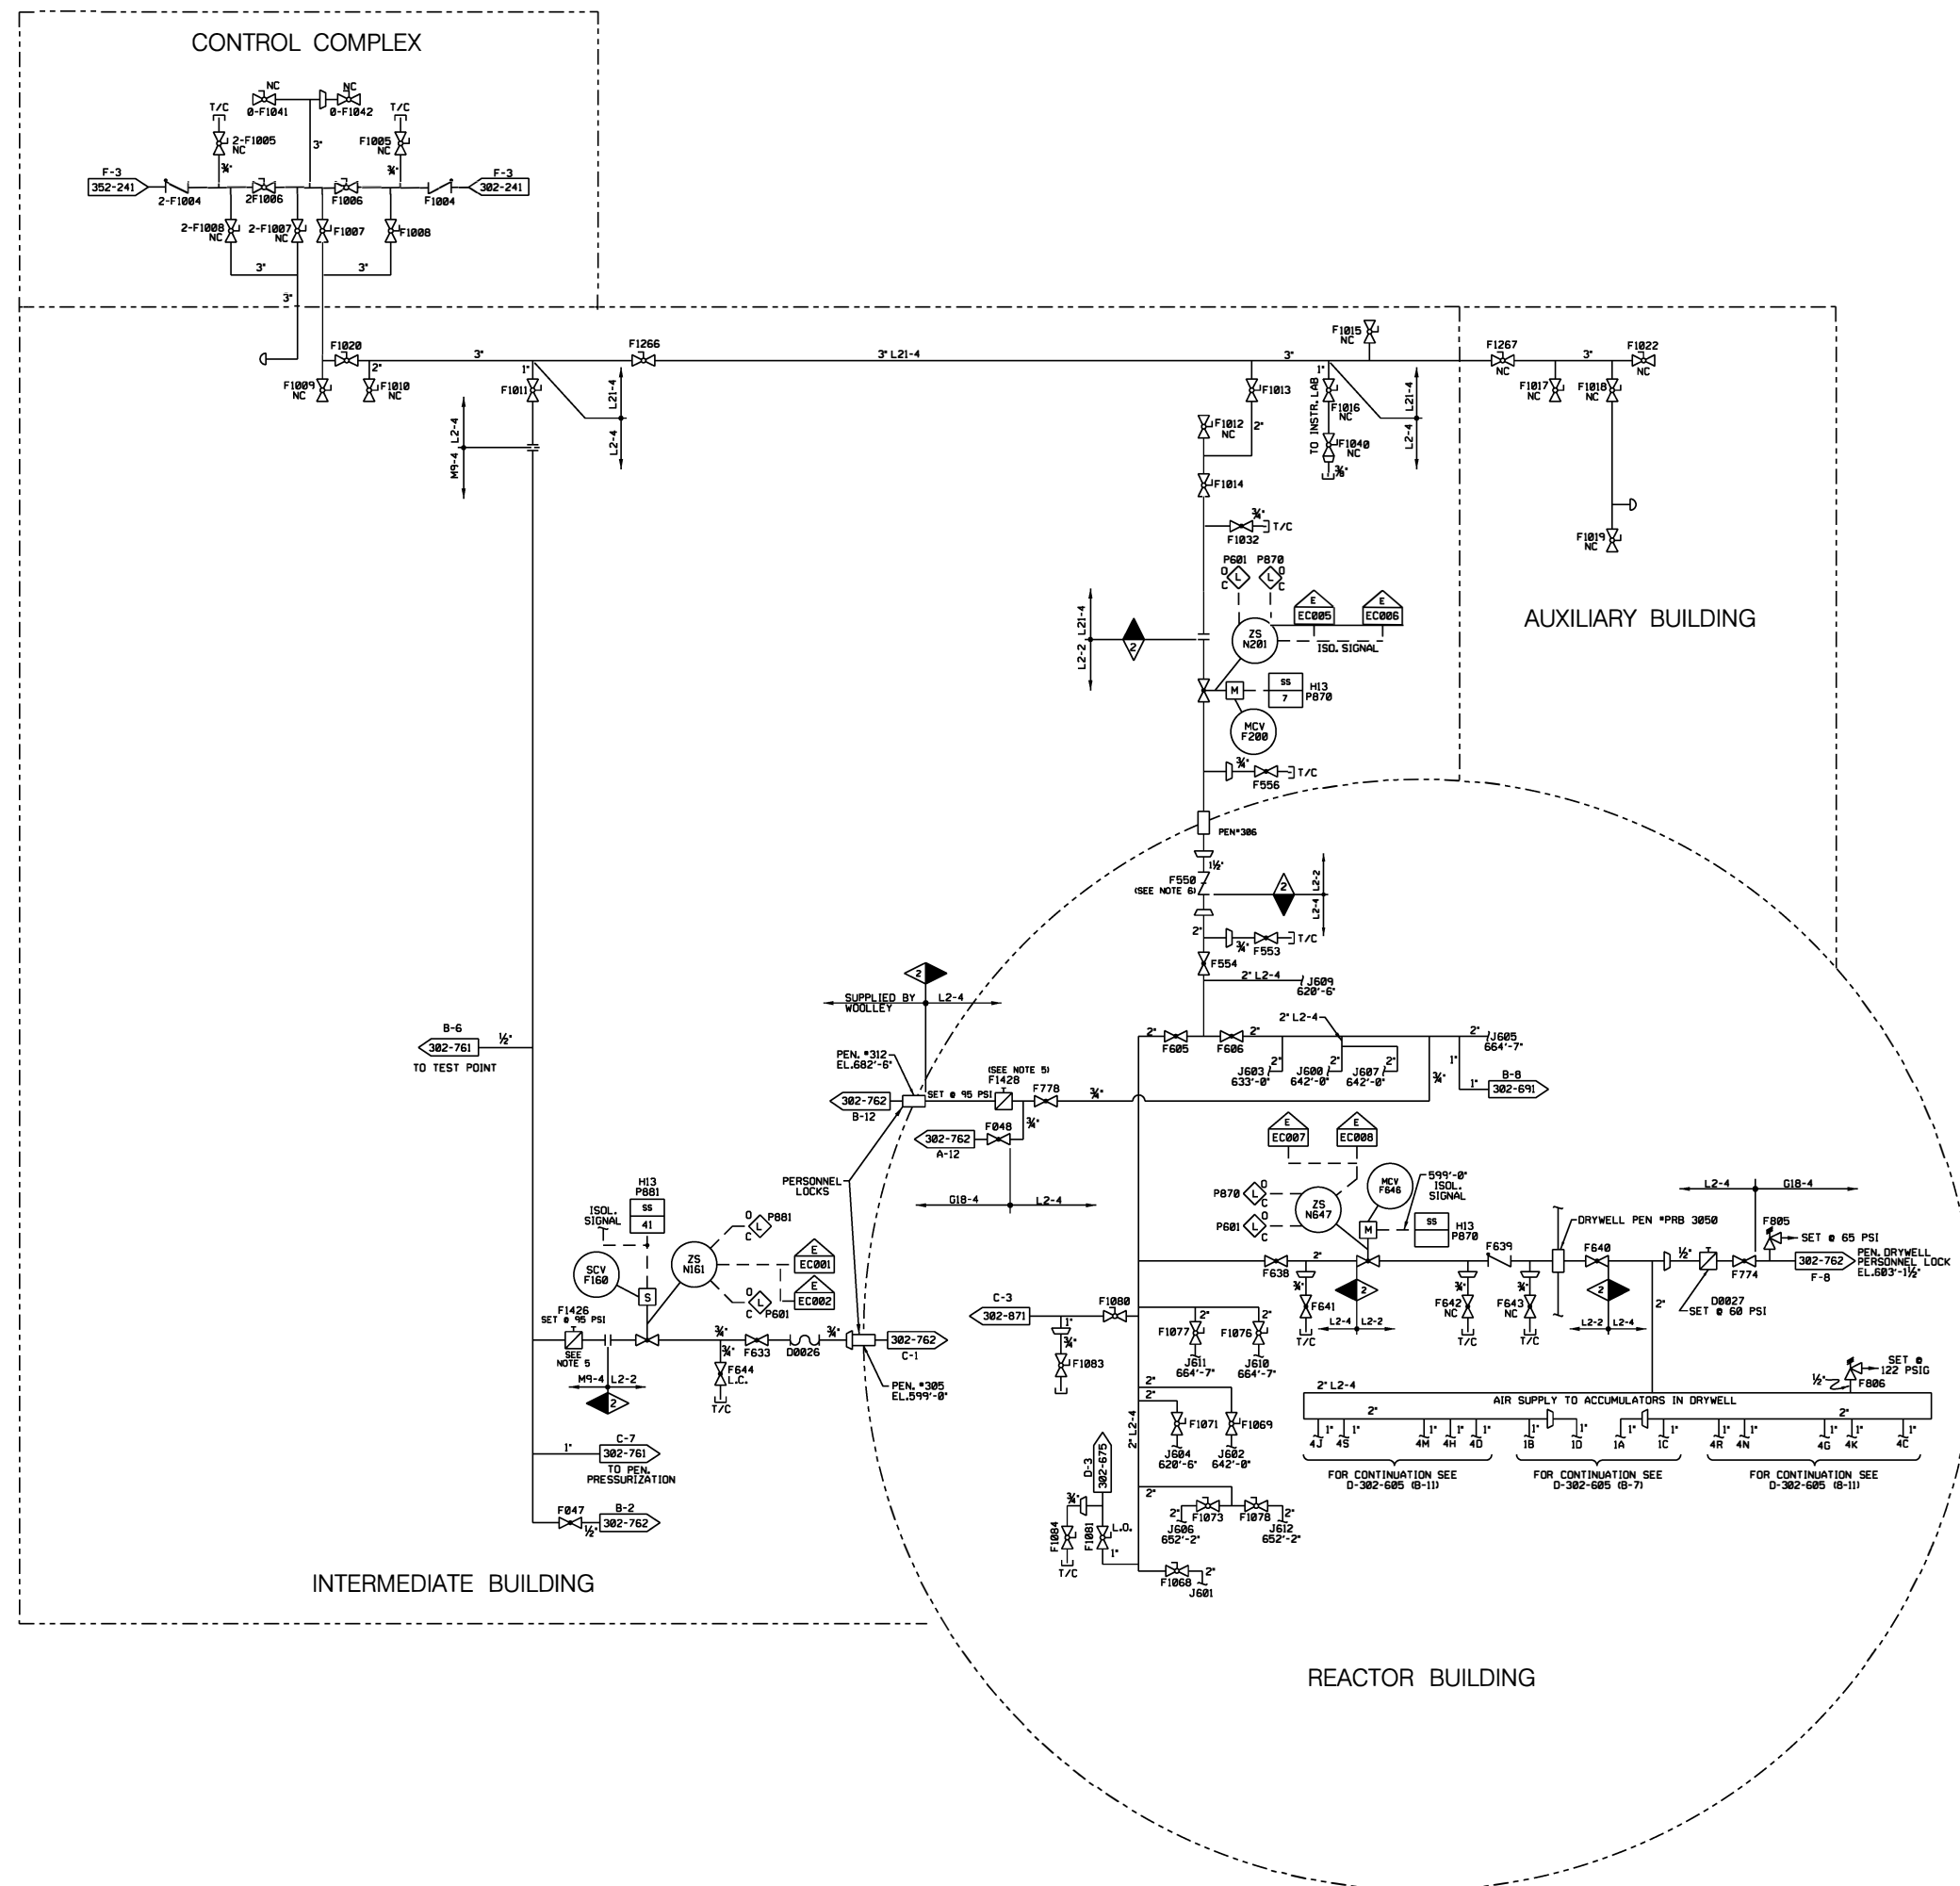 CONTROL COMPLEX
NC
0-F1041
NC
0-F1042
T/C
2-F1005
NC
3"
T/C
F1005
NC
3/4"
3/4"
F-3
352-241
2-F1004
2F1006
F1006
F1004
F-3
302-241
2-F1008
NC
2-F1007
NC
F1007
F1008
3"
3"
3"
F1020
2"
3"
F1009
NC
F1010
NC
1"
F1011
F1266
3" L21-4
L21-4
L2-4
L2-4
M9-4
3"
F1015
NC
F1013
2"
F1012
NC
F1014
1"
TO INSTR. LAB
F1016
NC
F1040
NC
3/8"
L21-4
L2-4
F1267
NC
3"
F1022
NC
F1017
NC
F1018
NC
F1019
NC
AUXILIARY BUILDING
3/4"
T/C
F1032
P601
O
L
C
P870
O
L
C
E
EC005
E
EC006
ZS
N201
ISO. SIGNAL
L21-4
L2-2
2
M
SS
7
H13
P870
MCV
F200
3/4"
T/C
F556
PEN#306
1½"
F550
(SEE NOTE 6)
2
L2-2
L2-4
2"
3/4"
F553
T/C
F554
2" L2-4
J609
620'-6"
2
SUPPLIED BY
WOOLLEY
L2-4
B-6
302-761
½"
TO TEST POINT
PEN. #312
EL.682'-6"
302-762
B-12
SET @ 95 PSI
(SEE NOTE 5)
F1428
F778
3/4"
3/4"
F048
302-762
A-12
G18-4
L2-4
2"
F605
F606
2"
2" L2-4
2"
J603
633'-0"
2"
J600
642'-0"
2"
J607
642'-0"
2"
J605
664'-7"
3/4"
1"
1"
B-8
302-691
PERSONNEL
LOCKS
E
EC007
E
EC008
P870
L
O
C
P601
L
O
C
ZS
N647
MCV
F646
M
599'-0"
ISOL.
SIGNAL
SS
H13
P870
F638
2"
3/4"
F641
T/C
2
L2-4
L2-2
3/4"
F642
NC
T/C
F639
3/4"
F643
NC
T/C
DRYWELL PEN #PRB 3050
F640
2
L2-2
L2-4
2"
½"
D0027
SET @ 60 PSI
F774
L2-4
G18-4
F805
SET @ 65 PSI
302-762
F-8
PEN. DRYWELL
PERSONNEL LOCK
EL.603'-1½"
H13
P881
SS
41
ISOL.
SIGNAL
SCV
F160
S
ZS
N161
O
L
C
P881
O
L
C
P601
E
EC001
E
EC002
F1426
SET @ 95 PSI
SEE
NOTE 5
M9-4
L2-2
2
3/4"
3/4"
F644
L.C.
T/C
F633
D0026
3/4"
302-762
C-1
PEN. #305
EL.599'-0"
C-7
1"
302-761
TO PEN.
PRESSURIZATION
F047
½"
B-2
302-762
INTERMEDIATE BUILDING
C-3
302-871
F1080
1"
3/4"
F1083
2"
F1077
J611
664'-7"
2"
F1076
J610
664'-7"
2"
2"
F1071
J604
620'-6"
F1069
J602
642'-0"
2" L2-4
D-3
302-675
3/4"
F1084
T/C
F1081
L.O.
1"
2"
2"
F1073
J606
652'-2"
F1078
2"
J612
652'-2"
F1068
2"
J601
SET @
122 PSIG
½"
F806
2" L2-4
AIR SUPPLY TO ACCUMULATORS IN DRYWELL
2"
2"
1"
4J
1"
4S
1"
4M
1"
4H
1"
4D
1"
1B
1"
1D
1"
1A
1"
1C
1"
4R
1"
4N
1"
4G
1"
4K
1"
4C
FOR CONTINUATION SEE
D-302-605 (B-11)
FOR CONTINUATION SEE
D-302-605 (B-7)
FOR CONTINUATION SEE
D-302-605 (B-11)
REACTOR BUILDING